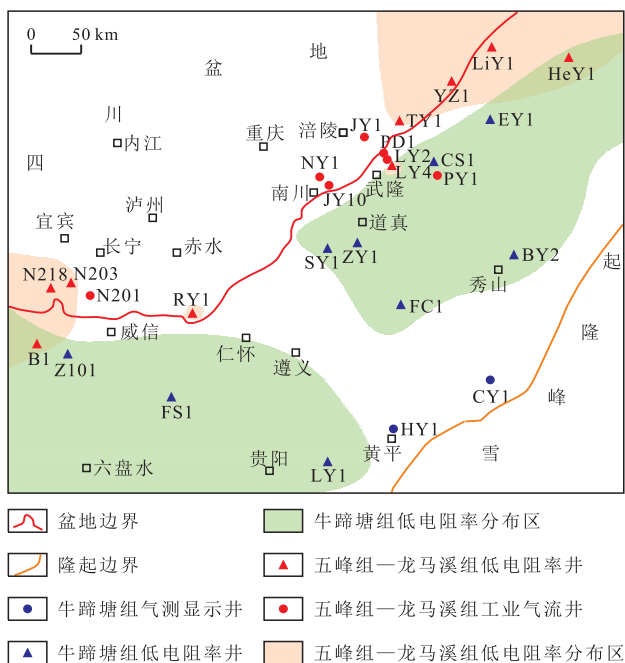 0 50 km
盆 地
LiY1
HeY1
YZ1
川
内江
重庆
涪陵
JY1
TY1
EY1
PD1
LY2
CS1
四
NY1
LY4
PY1
武隆
南川
JY10
泸州
宜宾
道真
长宁
赤水
SY1
ZY1
BY2
起
N218
N203
秀山
N201
RY1
FC1
威信
隆
仁怀
B1
Z101
遵义
CY1
峰
FS1
HY1
黄平
雪
六盘水
贵阳
LY1
盆地边界
牛蹄塘组低电阻率分布区
隆起边界
五峰组—龙马溪组低电阻率井
牛蹄塘组气测显示井
五峰组—龙马溪组工业气流井
牛蹄塘组低电阻率井
五峰组—龙马溪组低电阻率分布区